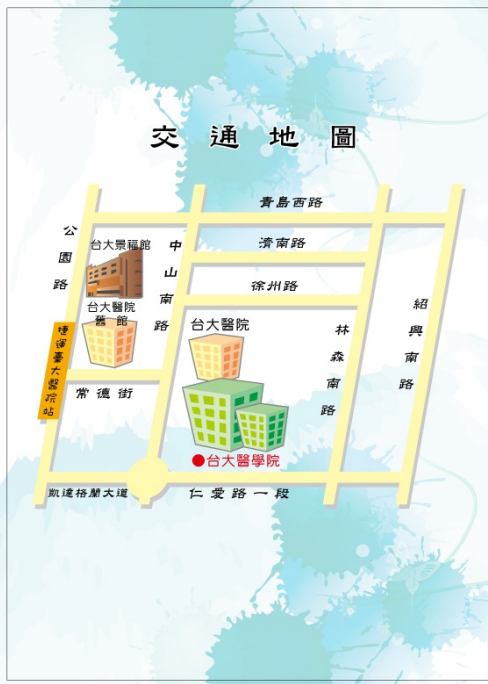 交通地圖
青島西路
公園路
台大景福館
中山南路
濟南路
徐州路
台大醫院舊館
台大醫院
林森南路
紹興南路
捷運臺大醫院站
常德街
●台大醫學院
凱達格蘭大道
仁愛路一段